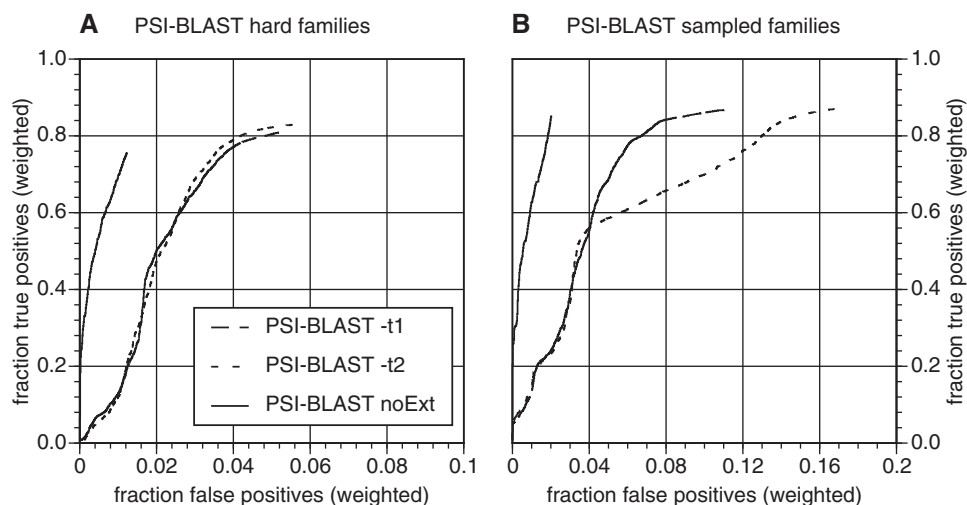 A PSI-BLAST hard families
fraction true positives (weighted)
1.0
0.8
0.6
0.4
0.2
0.0
PSI-BLAST -t1
PSI-BLAST -t2
PSI-BLAST noExt
0 0.02 0.04 0.06 0.08 0.1
fraction false positives (weighted)
B PSI-BLAST sampled families
1.0
0.8
0.6
0.4
0.2
0.0
fraction true positives (weighted)
0 0.04 0.08 0.12 0.16 0.2
fraction false positives (weighted)